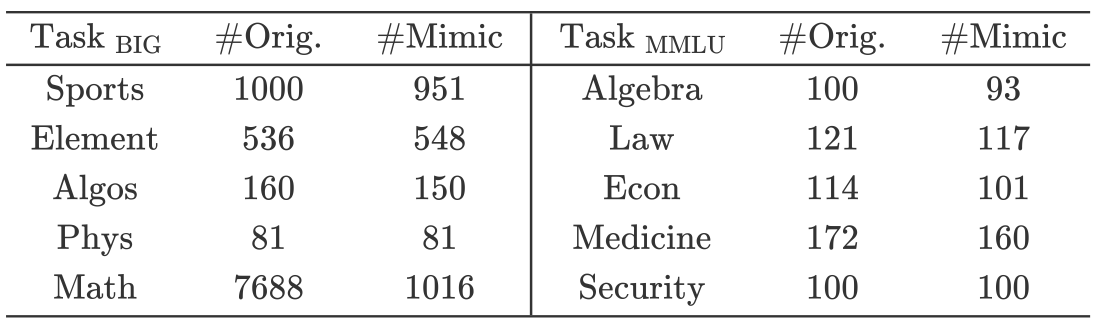 Task BIG #Orig. #Mimic Task MMLU #Orig. #Mimic
Sports 1000 951 Algebra 100 93
Element 536 548 Law 121 117
Algos 160 150 Econ 114 101
Phys 81 81 Medicine 172 160
Math 7688 1016 Security 100 100